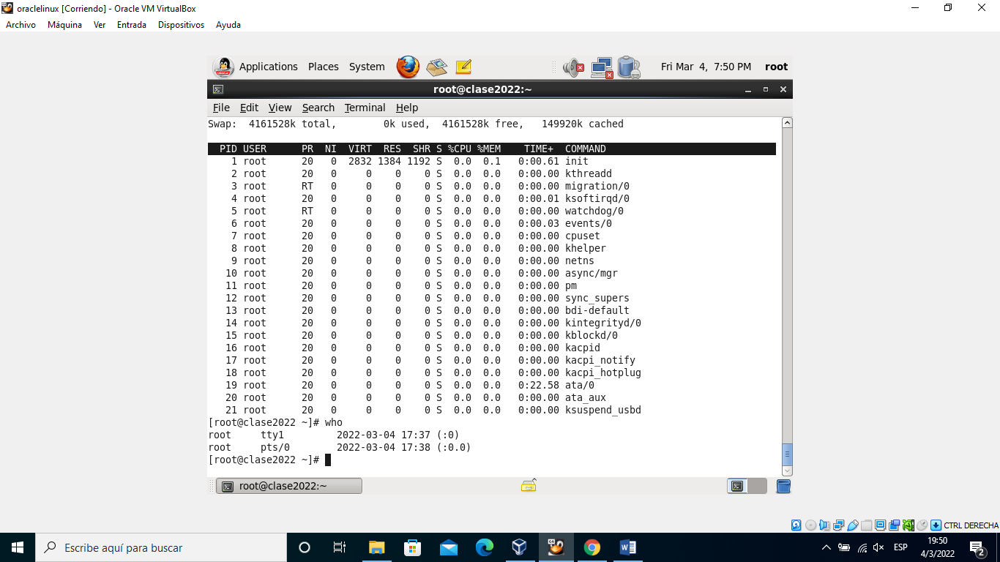 oraclelinux [Corriendo] - Oracle VM VirtualBox
Archivo Máquina Ver Entrada Dispositivos Ayuda
Applications Places System Fri Mar 4, 7:50 PM root
root@clase2022:~
File Edit View Search Terminal Help
Swap: 4161528k total, 0k used, 4161528k free, 149920k cached
PID USER PR NI VIRT RES SHR S %CPU %MEM TIME+ COMMAND
1 root 20 0 2832 1384 1192 S 0.0 0.1 0:00.61 init
2 root 20 0 0 0 0 S 0.0 0.0 0:00.00 kthreadd
3 root RT 0 0 0 0 S 0.0 0.0 0:00.00 migration/0
4 root 20 0 0 0 0 S 0.0 0.0 0:00.01 ksoftirqd/0
5 root RT 0 0 0 0 S 0.0 0.0 0:00.00 watchdog/0
6 root 20 0 0 0 0 S 0.0 0.0 0:00.03 events/0
7 root 20 0 0 0 0 S 0.0 0.0 0:00.00 cpuset
8 root 20 0 0 0 0 S 0.0 0.0 0:00.00 khelper
9 root 20 0 0 0 0 S 0.0 0.0 0:00.00 netns
10 root 20 0 0 0 0 S 0.0 0.0 0:00.00 async/mgr
11 root 20 0 0 0 0 S 0.0 0.0 0:00.00 pm
12 root 20 0 0 0 0 S 0.0 0.0 0:00.00 sync_supers
13 root 20 0 0 0 0 S 0.0 0.0 0:00.00 bdi-default
14 root 20 0 0 0 0 S 0.0 0.0 0:00.00 kintegrityd/0
15 root 20 0 0 0 0 S 0.0 0.0 0:00.00 kblockd/0
16 root 20 0 0 0 0 S 0.0 0.0 0:00.00 kacpid
17 root 20 0 0 0 0 S 0.0 0.0 0:00.00 kacpi_notify
18 root 20 0 0 0 0 S 0.0 0.0 0:00.00 kacpi_hotplug
19 root 20 0 0 0 0 S 0.0 0.0 0:22.58 ata/0
20 root 20 0 0 0 0 S 0.0 0.0 0:00.00 ata_aux
21 root 20 0 0 0 0 S 0.0 0.0 0:00.00 ksuspend_usbd
[root@clase2022 ~]# who
root tty1 2022-03-04 17:37 (:0)
root pts/0 2022-03-04 17:38 (:0.0)
[root@clase2022 ~]#
root@clase2022:~
CTRL DERECHA
Escribe aquí para buscar
ESP
19:50
4/3/2022
2